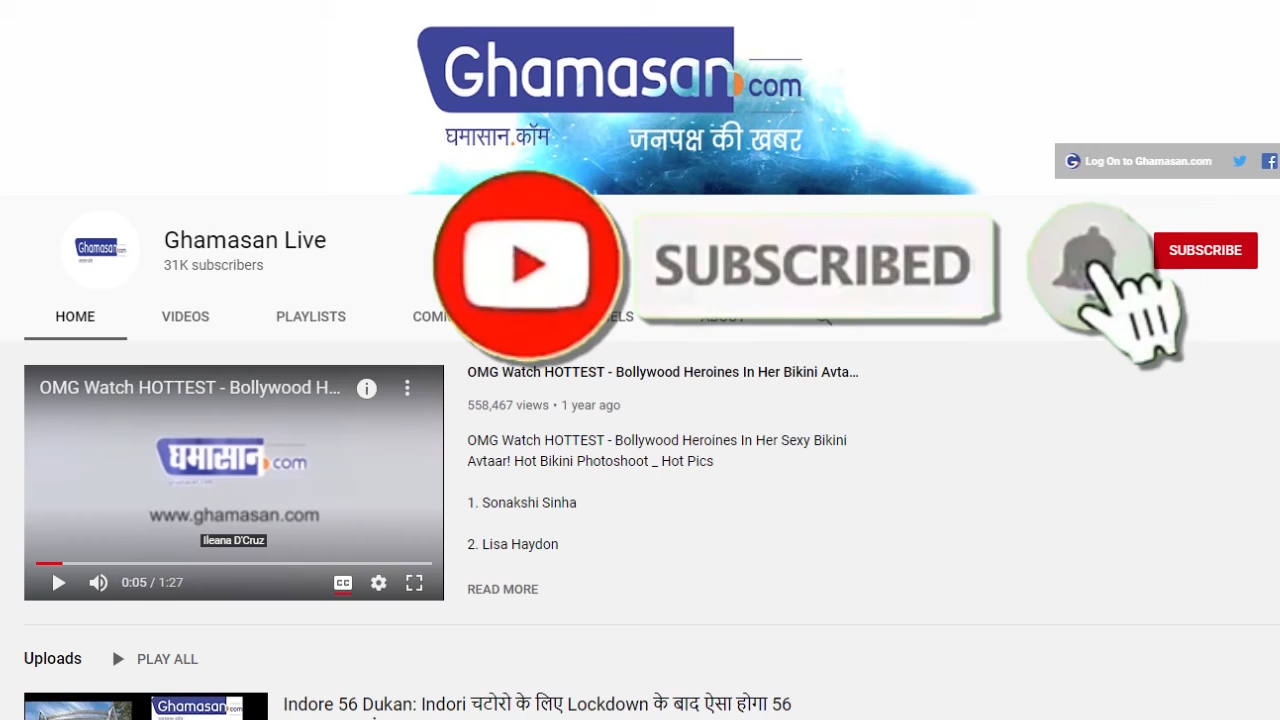 Ghamasan.com
घमासान.कॉम
जनपक्ष की खबर
Log On to Ghamasan.com
Ghamasan
Ghamasan Live
31K subscribers
SUBSCRIBED
SUBSCRIBE
HOME
VIDEOS
PLAYLISTS
OMG Watch HOTTEST - Bollywood H...
OMG Watch HOTTEST - Bollywood Heroines In Her Bikini Avta...
558,467 views • 1 year ago
घमासान.com
www.ghamasan.com
Ileana D'Cruz
0:05 / 1:27
CC
OMG Watch HOTTEST - Bollywood Heroines In Her Sexy Bikini
Avtaar! Hot Bikini Photoshoot _ Hot Pics
1. Sonakshi Sinha
2. Lisa Haydon
READ MORE
Uploads
PLAY ALL
Ghamasan.com
Indore 56 Dukan: Indori चटोरो के लिए Lockdown के बाद ऐसा होगा 56